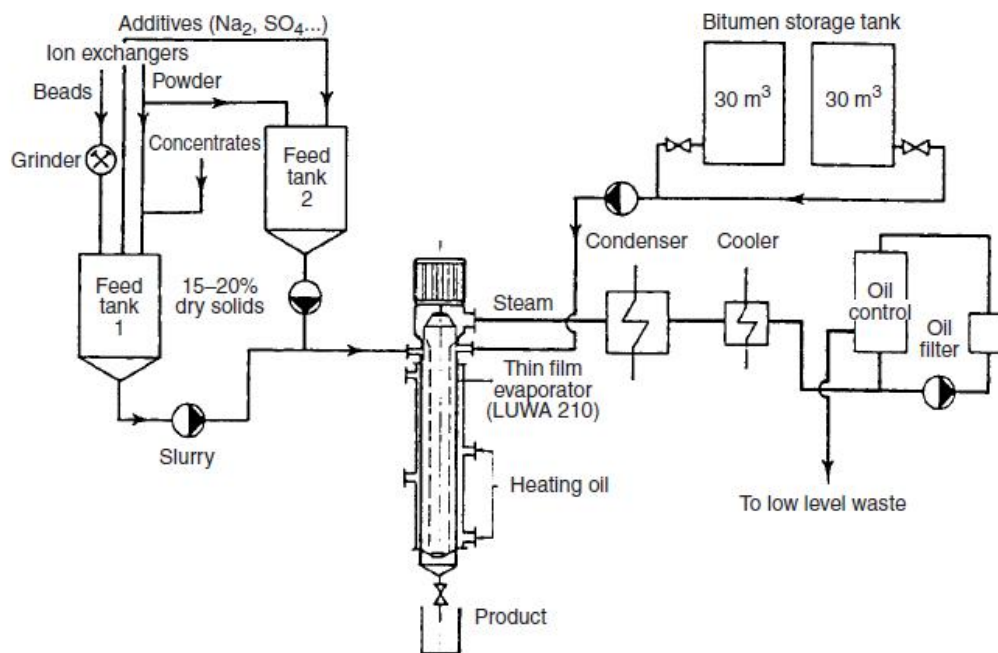 Additives (Na₂, SO₄...)
Ion exchangers
Beads
Powder
Concentrates
Grinder
Feed
tank
2
Feed
tank
1
15–20%
dry solids
Slurry
Bitumen storage tank
30 m³
30 m³
Condenser
Cooler
Steam
Oil
control
Oil
filter
Thin film
evaporator
(LUWA 210)
Heating oil
To low level waste
Product